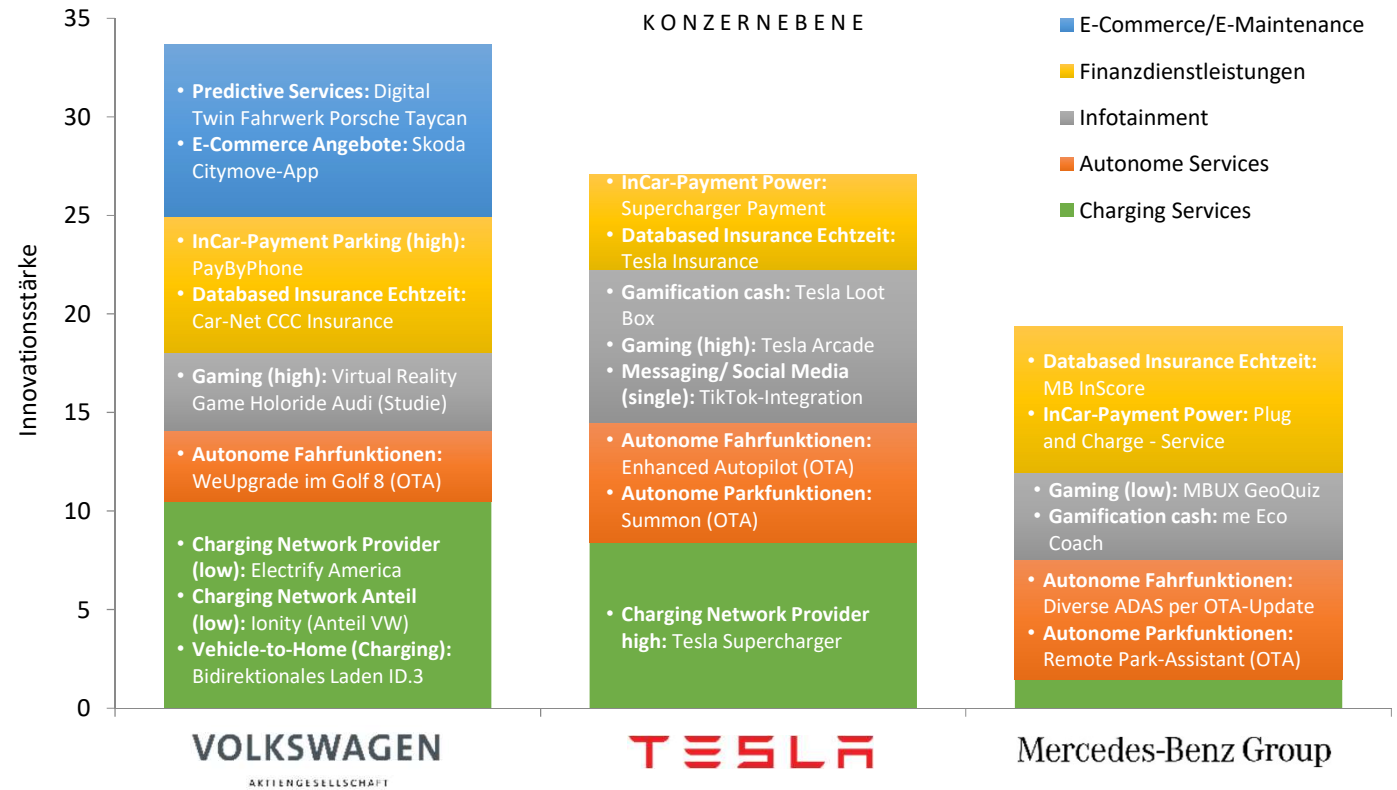 KONZERNEBENE
Innovationsstärke
35
30
25
20
15
10
5
0
• Predictive Services: Digital
Twin Fahrwerk Porsche Taycan
• E-Commerce Angebote: Skoda
Citymove-App
• InCar-Payment Parking (high):
PayByPhone
• Databased Insurance Echtzeit:
Car-Net CCC Insurance
• Gaming (high): Virtual Reality
Game Holoride Audi (Studie)
• Autonome Fahrfunktionen:
WeUpgrade im Golf 8 (OTA)
• Charging Network Provider
(low): Electrify America
• Charging Network Anteil
(low): Ionity (Anteil VW)
• Vehicle-to-Home (Charging):
Bidirektionales Laden ID.3
VOLKSWAGEN
AKTIENGESELLSCHAFT
• InCar-Payment Power:
Supercharger Payment
• Databased Insurance Echtzeit:
Tesla Insurance
• Gamification cash: Tesla Loot
Box
• Gaming (high): Tesla Arcade
• Messaging/ Social Media
(single): TikTok-Integration
• Autonome Fahrfunktionen:
Enhanced Autopilot (OTA)
• Autonome Parkfunktionen:
Summon (OTA)
• Charging Network Provider
high: Tesla Supercharger
TESLA
• Databased Insurance Echtzeit:
MB InScore
• InCar-Payment Power: Plug
and Charge - Service
• Gaming (low): MBUX GeoQuiz
• Gamification cash: me Eco
Coach
• Autonome Fahrfunktionen:
Diverse ADAS per OTA-Update
• Autonome Parkfunktionen:
Remote Park-Assistant (OTA)
Mercedes-Benz Group
E-Commerce/E-Maintenance
Finanzdienstleistungen
Infotainment
Autonome Services
Charging Services